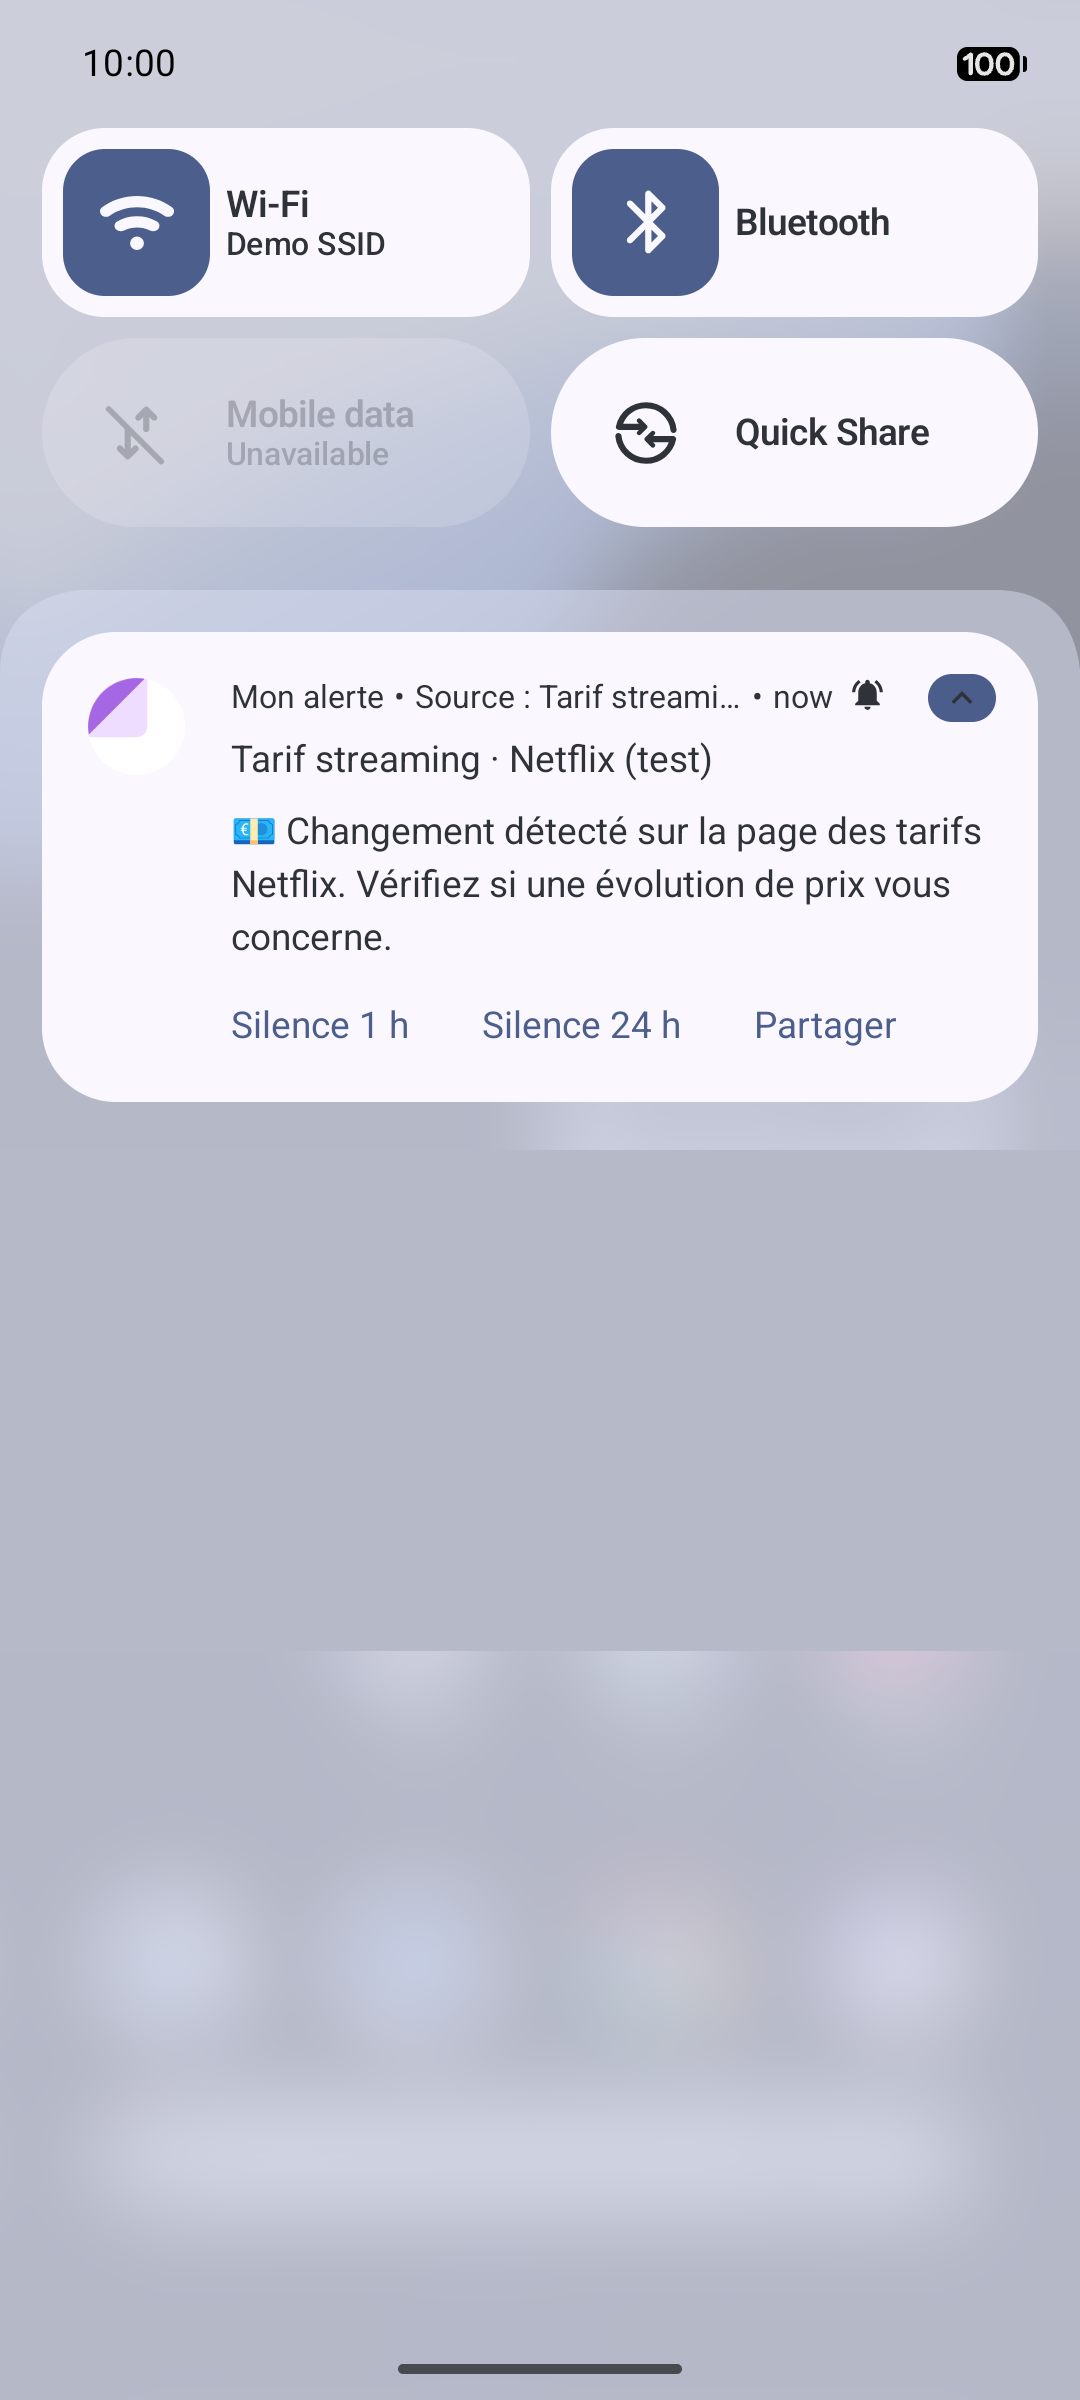 10:00
100
Wi-Fi
Demo SSID
Bluetooth
Mobile data
Unavailable
Quick Share
Mon alerte • Source : Tarif streami… • now
Tarif streaming · Netflix (test)
💶 Changement détecté sur la page des tarifs
Netflix. Vérifiez si une évolution de prix vous
concerne.
Silence 1 h Silence 24 h Partager